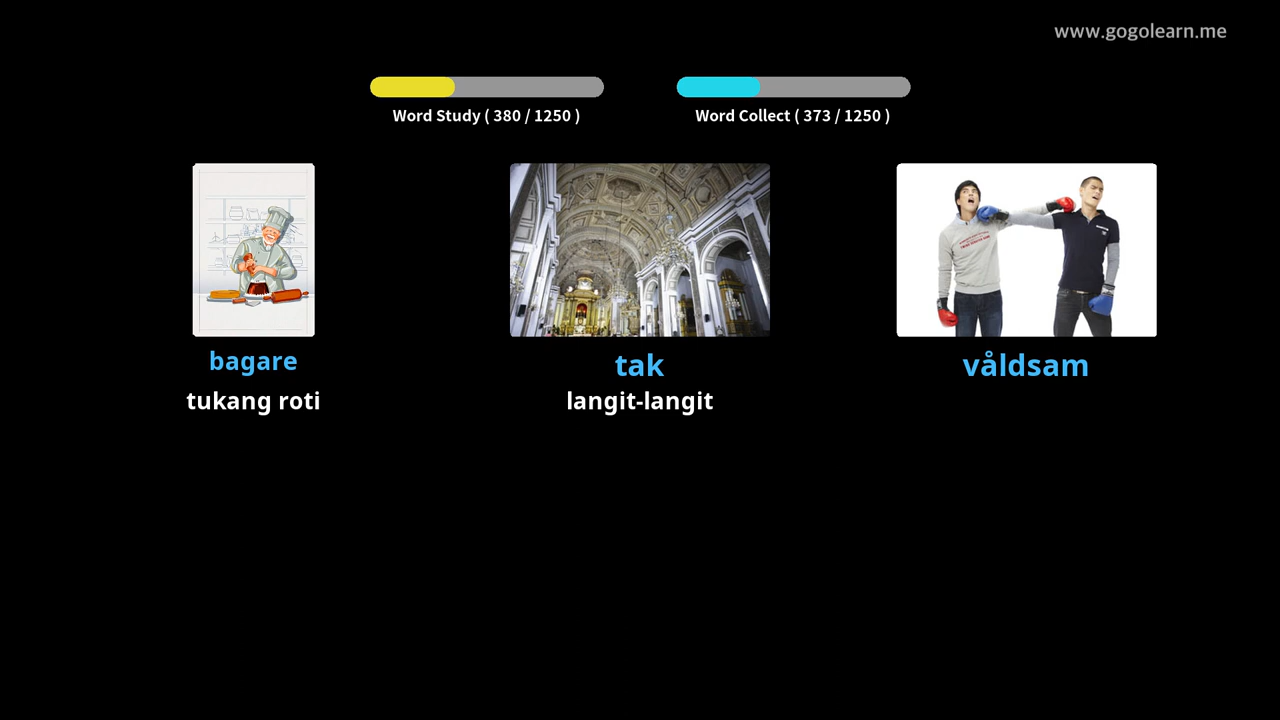 www.gogolearn.me
Word Study ( 380 / 1250 )
Word Collect ( 373 / 1250 )
bagare
tukang roti
tak
langit-langit
våldsam